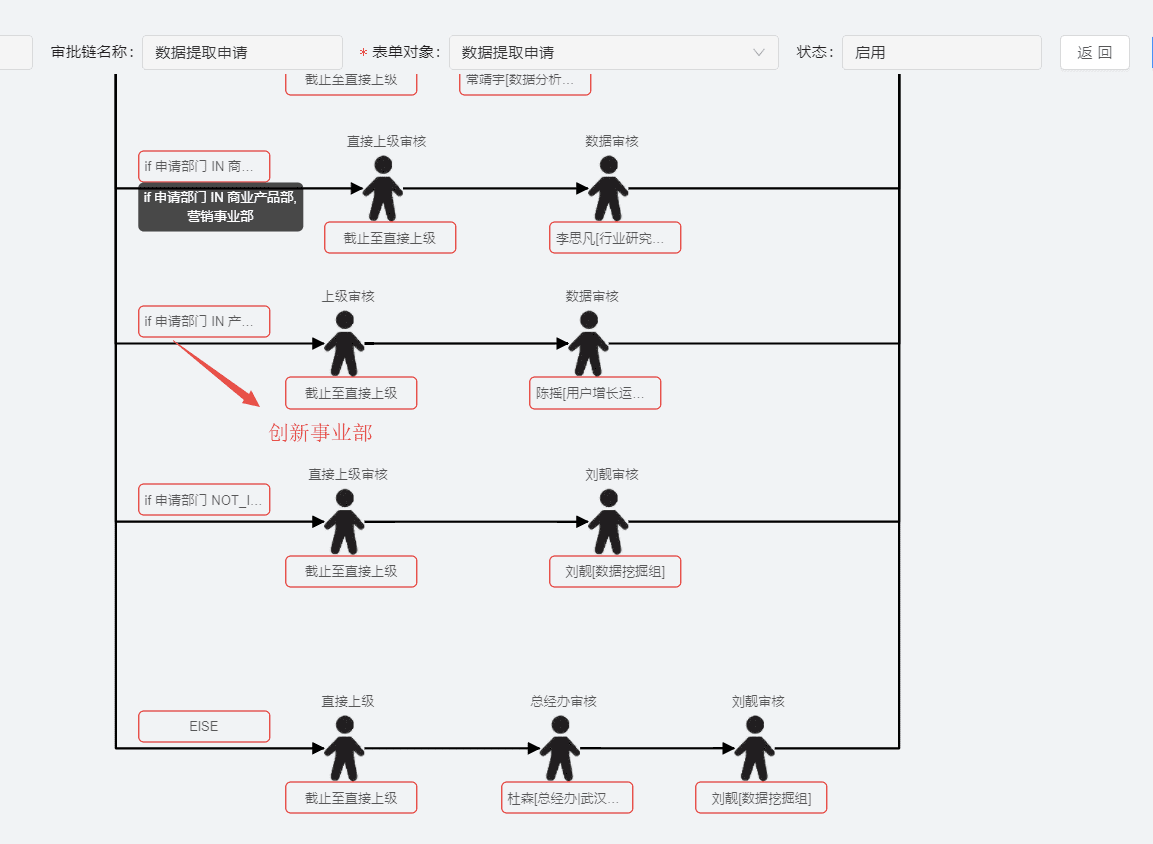 审批链名称： 数据提取申请 * 表单对象： 数据提取申请 状态： 启用 返 回
截止至直接上级 常靖宇[数据分析...
直接上级审核 数据审核
if 申请部门 IN 商...
if 申请部门 IN 商业产品部,
营销事业部
截止至直接上级 李思凡[行业研究...
上级审核 数据审核
if 申请部门 IN 产...
截止至直接上级 陈摇[用户增长运...
创新事业部
直接上级审核 刘靓审核
if 申请部门 NOT_I...
截止至直接上级 刘靓[数据挖掘组]
直接上级 总经办审核 刘靓审核
EISE
截止至直接上级 杜森[总经办|武汉... 刘靓[数据挖掘组]